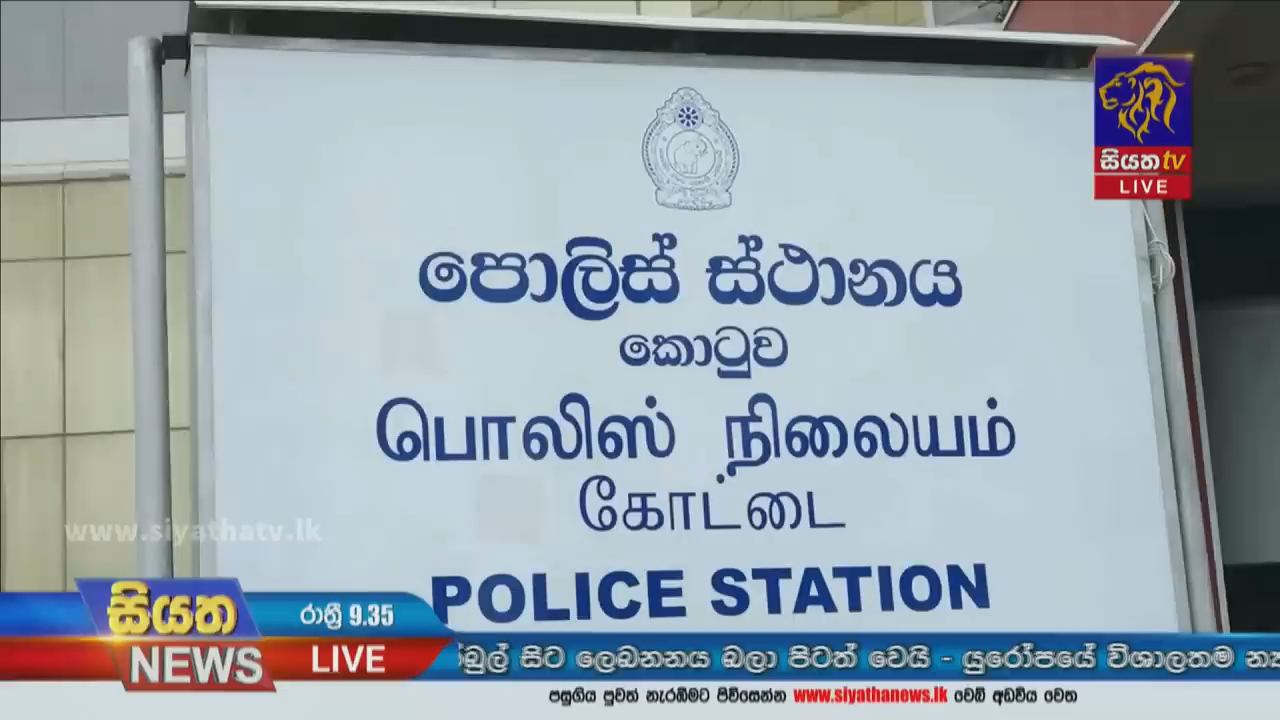 සියතtv
LIVE
පොලිස් ස්ථානය
කොටුව
பொலிஸ் நிலையம்
கோட்டை
POLICE STATION
www.siyathatv.lk
සියත
NEWS
රාත්‍රී 9.35
LIVE
සිට ලෙබනනය බලා පිටත් වෙයි - යුරෝපයේ විශාලතම
පසුගිය පුවත් නැරඹීමට පිවිසෙන්න www.siyathanews.lk වෙබ් අඩවිය වෙත